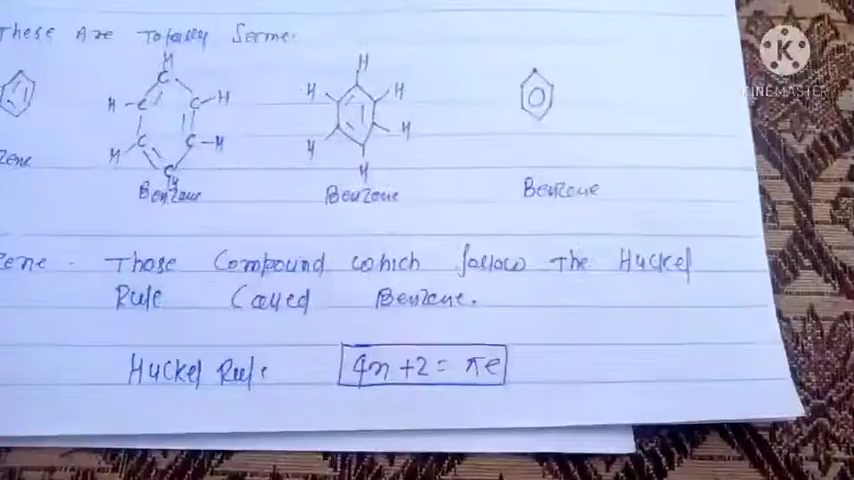 These Are Totally Same.
H
C
H-C C-H
H-C C-H
C
H
H
H H
H H
H
K
KINEMASTER
zene Benzene Benzene Benzene
zene - Those Compound which follow The Huckel
Rule Called Benzene.
Huckel Rule 4n+2 = πe